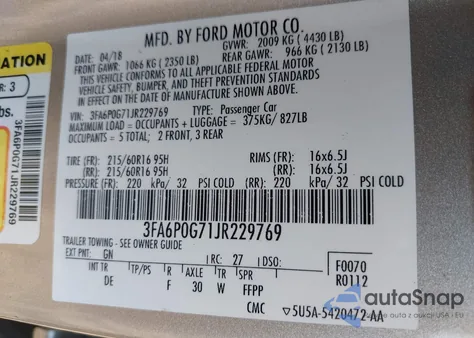 MFD. BY FORD MOTOR CO.
DATE: 04/18 GVWR: 2009 KG (4430 LB)
FRONT GAWR: 1066 KG (2350 LB) REAR GAWR: 966 KG (2130 LB)
THIS VEHICLE CONFORMS TO ALL APPLICABLE FEDERAL MOTOR
VEHICLE SAFETY, BUMPER, AND THEFT PREVENTION STANDARDS
IN EFFECT ON THE DATE OF MANUFACTURE SHOWN ABOVE.
VIN: 3FA6P0G71JR229769 TYPE: Passenger Car
MAXIMUM LOAD = OCCUPANTS + LUGGAGE = 375KG/ 827LB
OCCUPANTS = 5 TOTAL; 2 FRONT, 3 REAR
TIRE (FR): 215/60R16 95H RIMS (FR): 16x6.5J
(RR): 215/60R16 95H (RR): 16x6.5J
PRESSURE (FR): 220 kPa/ 32 PSI COLD (RR): 220 kPa/ 32 PSI COLD
3FA6P0G71JR229769
TRAILER TOWING - SEE OWNER GUIDE
EXT PNT: GN RC: 27 DSO: F0070
INT TR TP/PS R AXLE TR SPR R0112
DE F 30 W FFPP
CMC ▽5U5A-5420472-AA
ATION
R: 3
bs.
3FA6P0G71JR229769
autaSnap